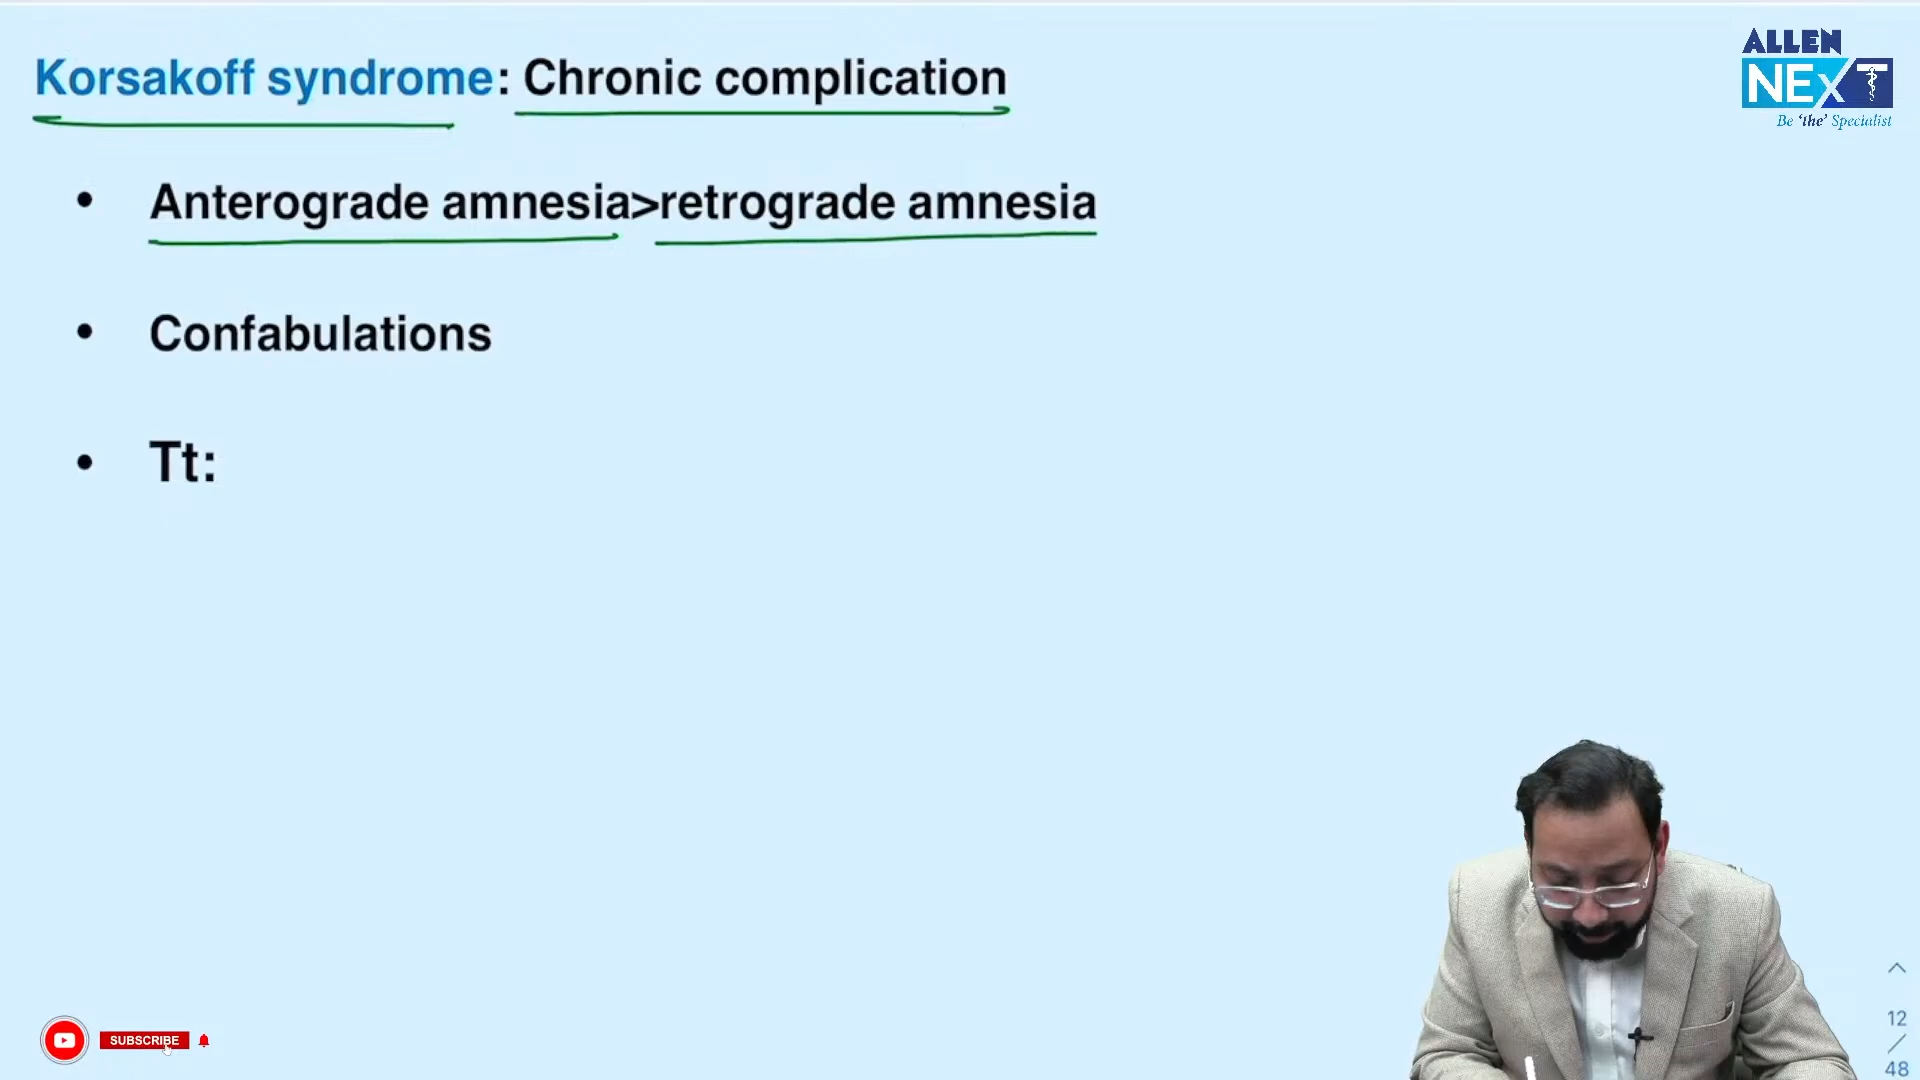 Korsakoff syndrome: Chronic complication
• Anterograde amnesia>retrograde amnesia
• Confabulations
• Tt:
ALLEN
NEXT
Be 'the' Specialist
SUBSCRIBE
12
/
48